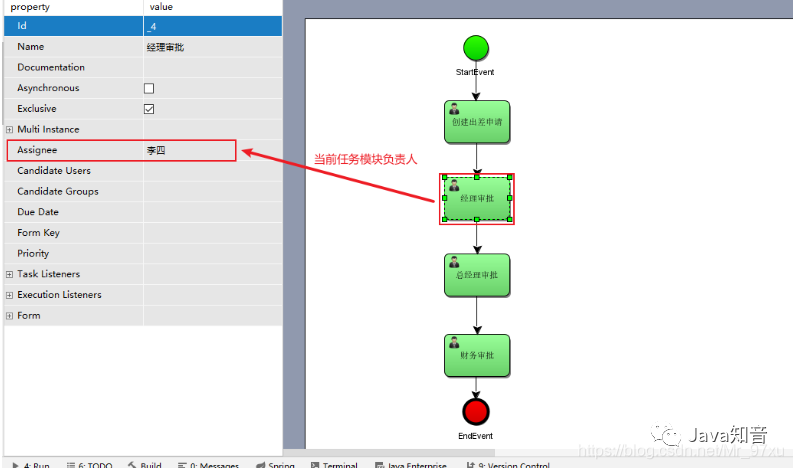 property value
Id _4
Name 经理审批
Documentation
Asynchronous
Exclusive
Multi Instance
Assignee 李四
Candidate Users
Candidate Groups
Due Date
Form Key
Priority
Task Listeners
Execution Listeners
Form
当前任务模块负责人
StartEvent
创建出差申请
经理审批
总经理审批
财务审批
EndEvent
Java知音
https://blog.csdn.net/Mr_97xu
4: Run 6: TODO Build 0: Messages Spring Terminal Java Enterprise 9: Version Control